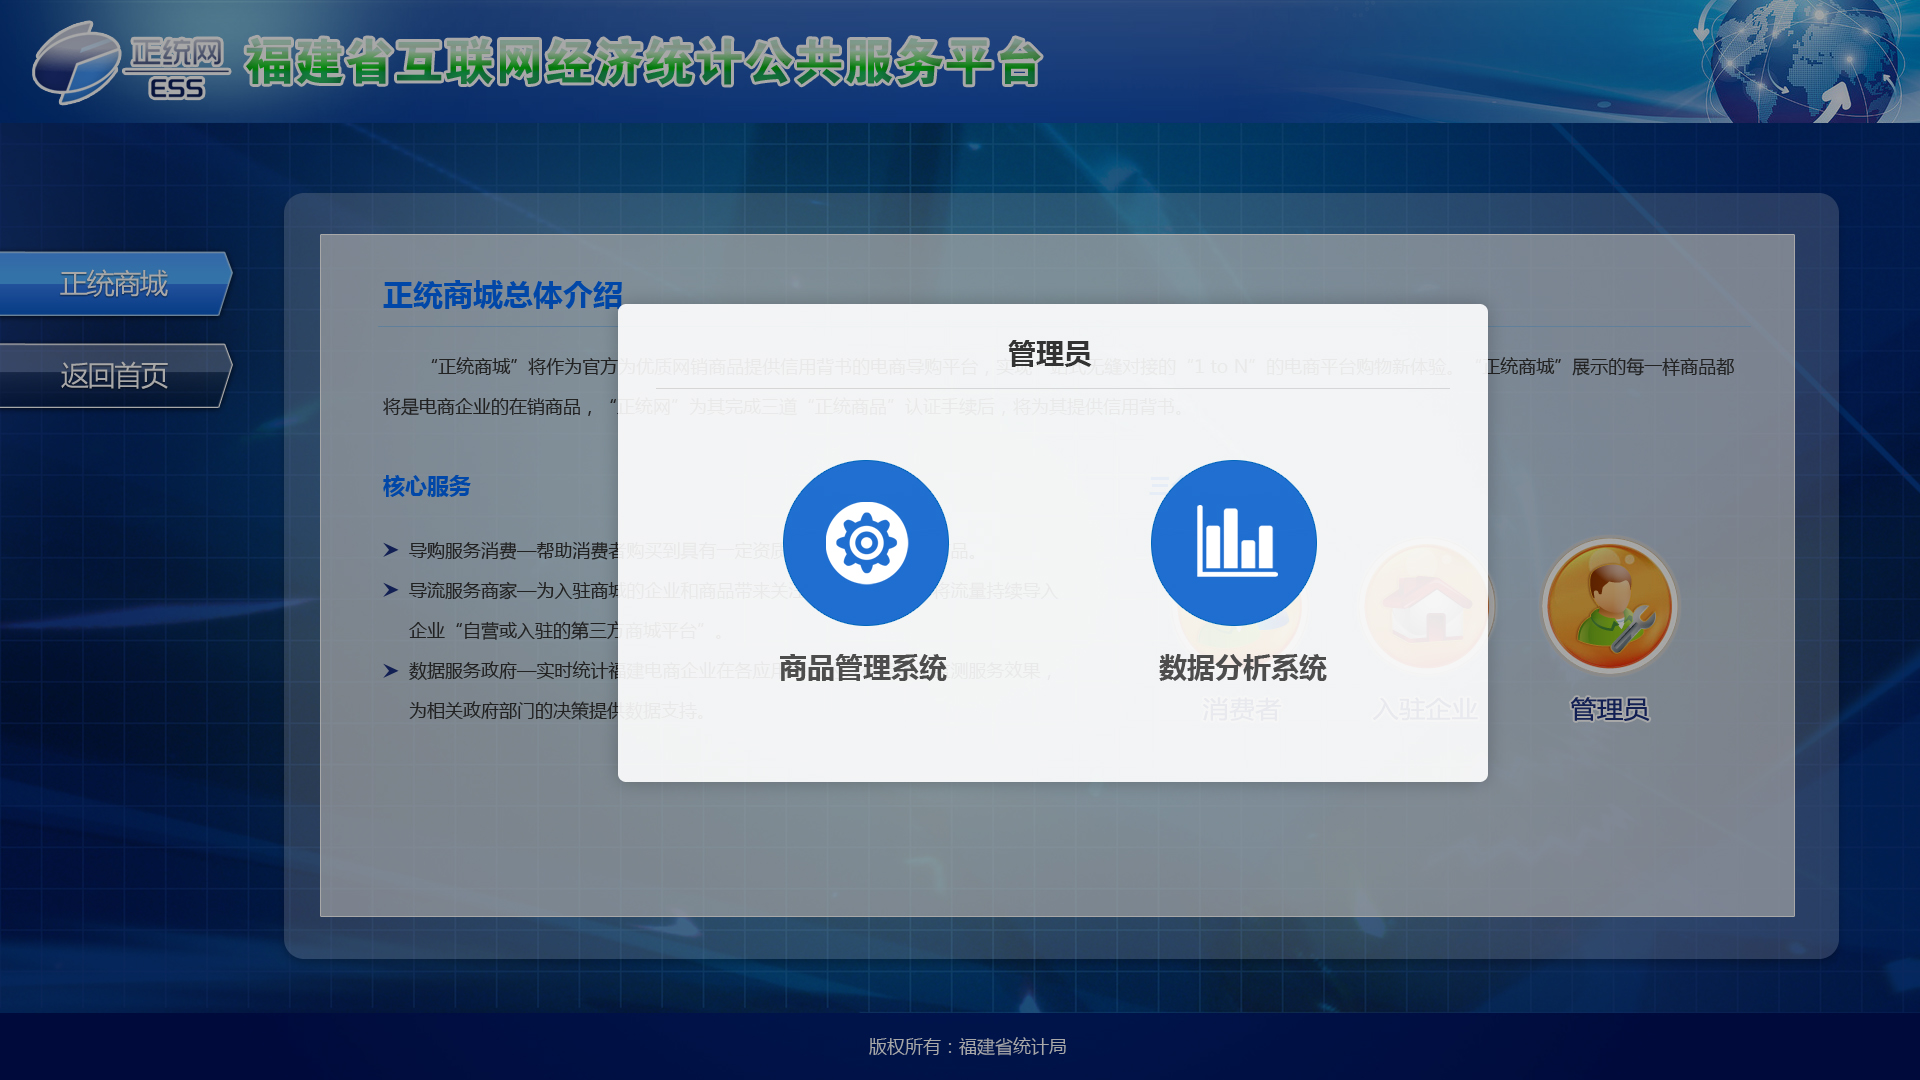 正统网
ESS
福建省互联网经济统计公共服务平台
正统商城
返回首页
正统商城总体介绍
管理员
“正统商城”将作为官方为优质网销商品提供信用背书的电商导购平台，实现 无缝对接的“1 to N”的电商平台购物新体验。“正统商城”展示的每一样商品都
将是电商企业的在销商品，“正统网”为其完成三道“正统商品”认证手续后，将为其提供信用背书。
核心服务
三
导购服务消费—帮助消费者购买到具有一定资质 品。
导流服务商家—为入驻商城的企业和商品带来关 将流量持续导入
企业“自营或入驻的第三方商城平台”。
数据服务政府—实时统计福建电商企业在各应用 测服务效果，
为相关政府部门的决策提供数据支持。
商品管理系统
数据分析系统
消费者
入驻企业
管理员
版权所有：福建省统计局